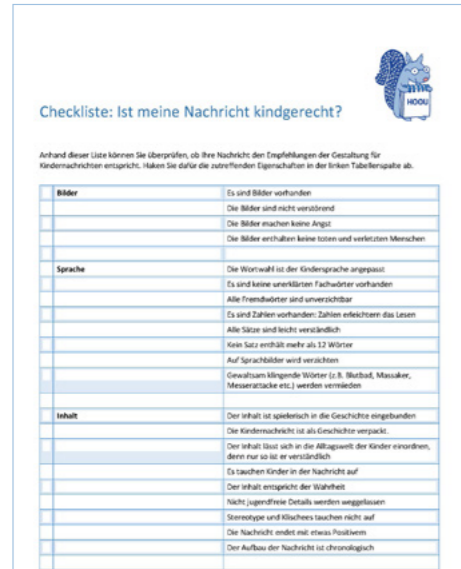 HOOU
Checkliste: Ist meine Nachricht kindgerecht?
Anhand dieser Liste können Sie überprüfen, ob Ihre Nachricht den Empfehlungen der Gestaltung für
Kindernachrichten entspricht. Haken Sie dafür die zutreffenden Eigenschaften in der linken Tabellenspalte ab.
Bilder
Es sind Bilder vorhanden
Die Bilder sind nicht verstörend
Die Bilder machen keine Angst
Die Bilder enthalten keine toten und verletzten Menschen
Sprache
Die Wortwahl ist der Kindersprache angepasst
Es sind keine unerklärten Fachwörter vorhanden
Alle Fremdwörter sind unverzichtbar
Es sind Zahlen vorhanden: Zahlen erleichtern das Lesen
Alle Sätze sind leicht verständlich
Kein Satz enthält mehr als 12 Wörter
Auf Sprachbilder wird verzichten
Gewaltsam klingende Wörter (z.B. Blutbad, Massaker,
Messerattacke etc.) werden vermieden
Inhalt
Der Inhalt ist spielerisch in die Geschichte eingebunden
Die Kindernachricht ist als Geschichte verpackt.
Der Inhalt lässt sich in die Alltagswelt der Kinder einordnen,
denn nur so ist er verständlich
Es tauchen Kinder in der Nachricht auf
Der Inhalt entspricht der Wahrheit
Nicht jugendfreie Details werden weggelassen
Stereotype und Klischees tauchen nicht auf
Die Nachricht endet mit etwas Positivem
Der Aufbau der Nachricht ist chronologisch